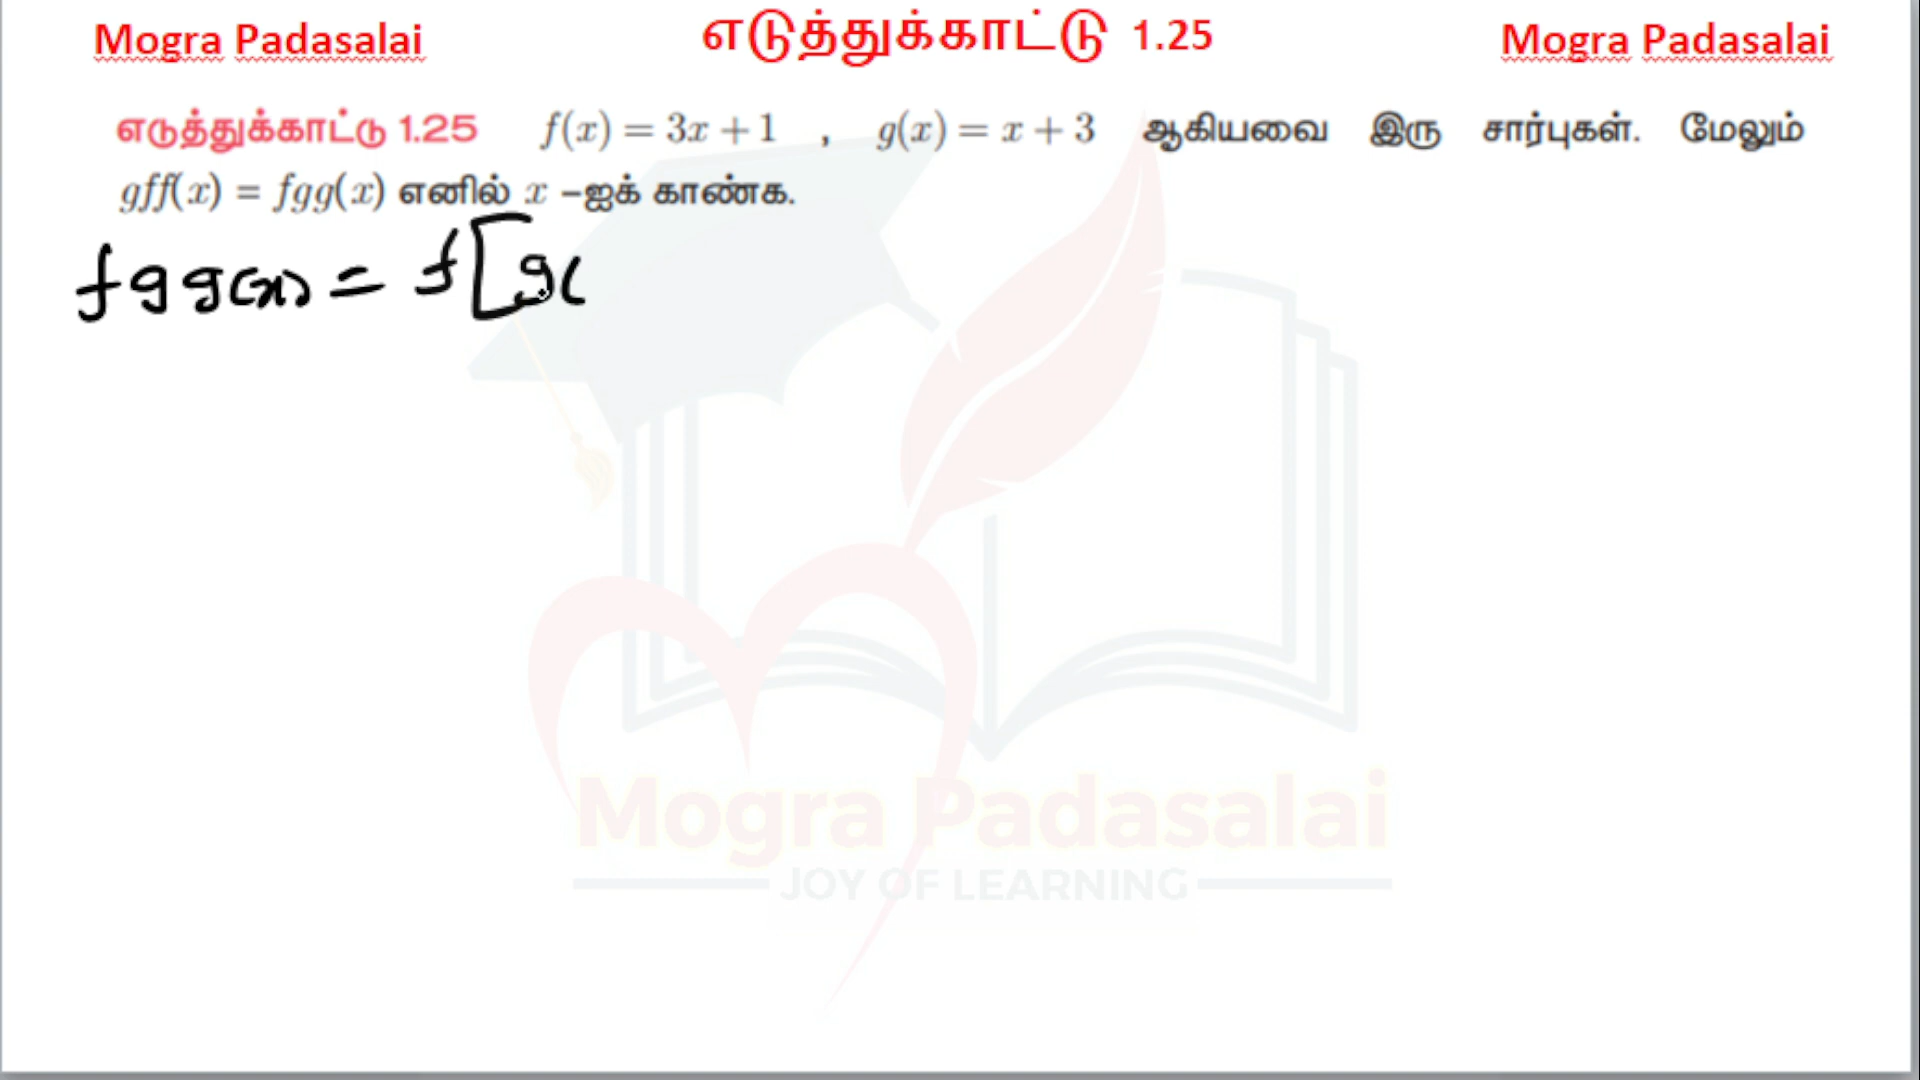 Mogra Padasalai எடுத்துக்காட்டு 1.25 Mogra Padasalai
எடுத்துக்காட்டு 1.25 f(x) = 3x + 1 , g(x) = x + 3 ஆகியவை இரு சார்புகள். மேலும்
gff(x) = fgg(x) எனில் x –ஐக் காண்க.
fgg(x) = f[g(
Mogra Padasalai
JOY OF LEARNING